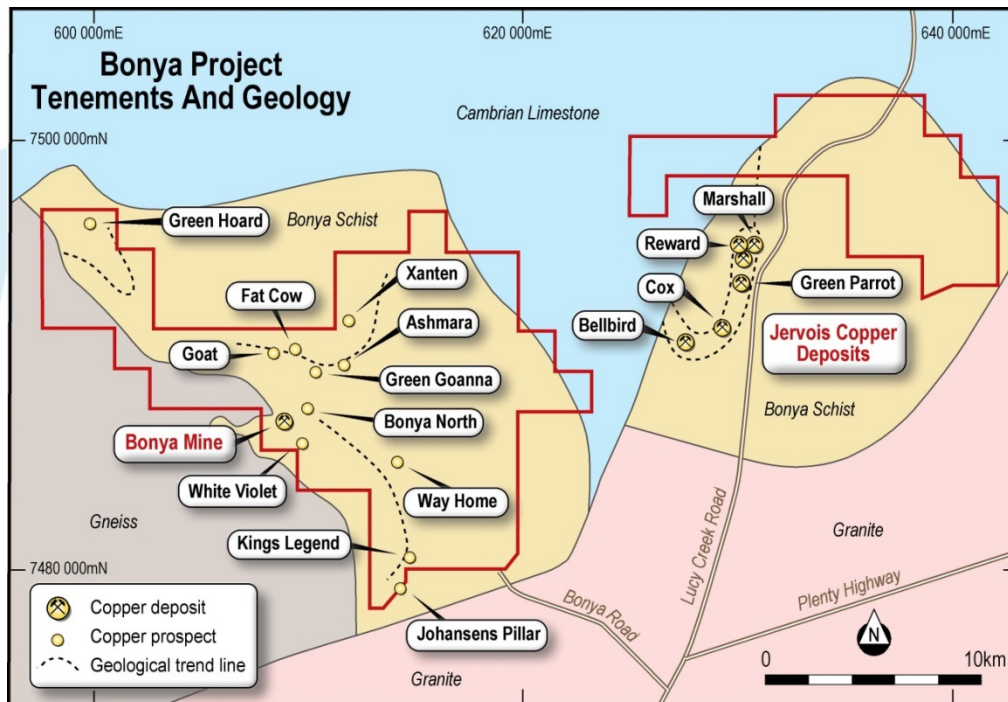 600 000mE
620 000mE
640 000mE
Bonya Project
Tenements And Geology
Cambrian Limestone
7500 000mN
Green Hoard
Bonya Schist
Marshall
Reward
Xanten
Fat Cow
Cox
Green Parrot
Ashmara
Bellbird
Goat
Jervois Copper
Deposits
Green Goanna
Bonya Schist
Bonya North
Bonya Mine
White Violet
Way Home
Gneiss
Kings Legend
Lucy Creek Road
Granite
7480 000mN
Plenty Highway
Bonya Road
Copper deposit
Copper prospect
Geological trend line
Johansens Pillar
N
Granite
0
10km